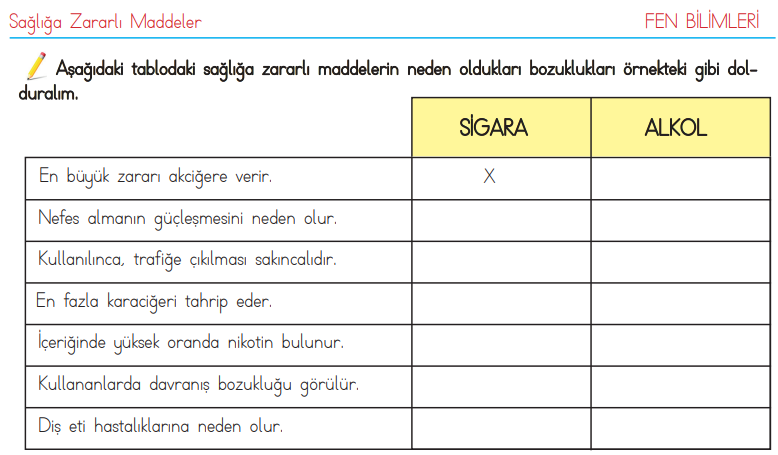 Sağlığa Zararlı Maddeler FEN BİLİMLERİ
Aşağıdaki tablodaki sağlığa zararlı maddelerin neden oldukları bozuklukları örnekteki gibi dol-
duralım.
SİGARA ALKOL
En büyük zararı akciğere verir. X
Nefes almanın güçleşmesini neden olur.
Kullanılınca, trafiğe çıkılması sakıncalıdır.
En fazla karaciğeri tahrip eder.
İçeriğinde yüksek oranda nikotin bulunur.
Kullananlarda davranış bozukluğu görülür.
Diş eti hastalıklarına neden olur.